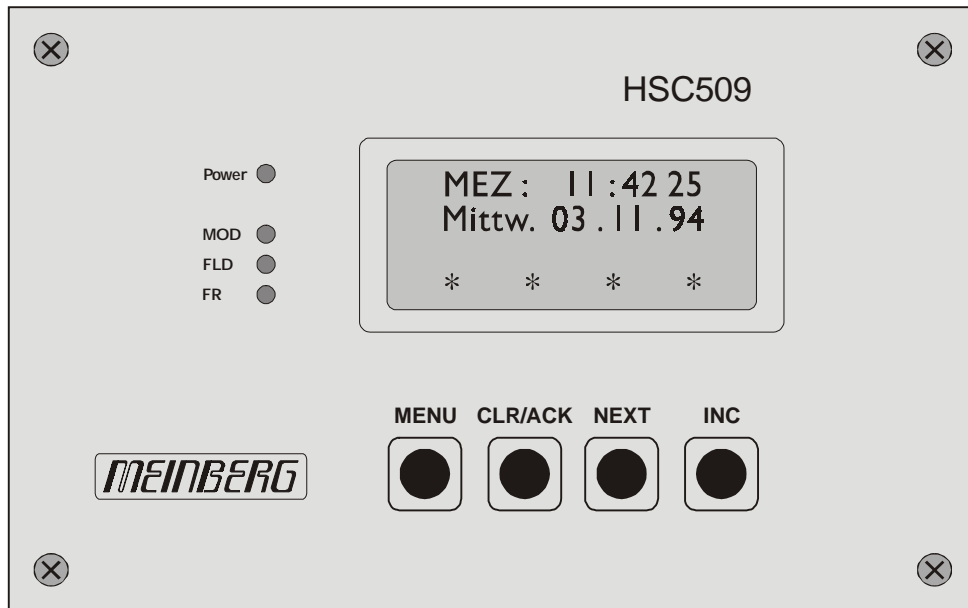 HSC509
Power
MOD
FLD
FR
MEZ : 11 : 42 25
Mittw. 03 . 11 . 94
* * * *
MENU CLR/ACK NEXT INC
MEINBERG